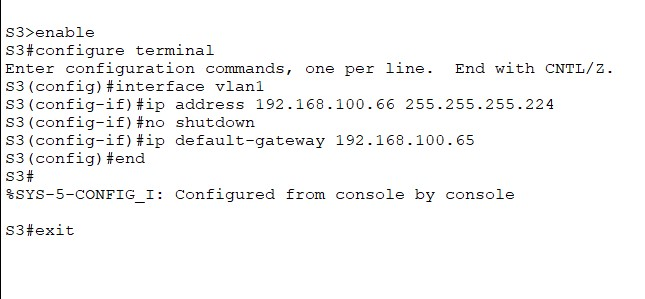 S3>enable
S3#configure terminal
Enter configuration commands, one per line.  End with CNTL/Z.
S3(config)#interface vlan1
S3(config-if)#ip address 192.168.100.66 255.255.255.224
S3(config-if)#no shutdown
S3(config-if)#ip default-gateway 192.168.100.65
S3(config)#end
S3#
%SYS-5-CONFIG_I: Configured from console by console
S3#exit